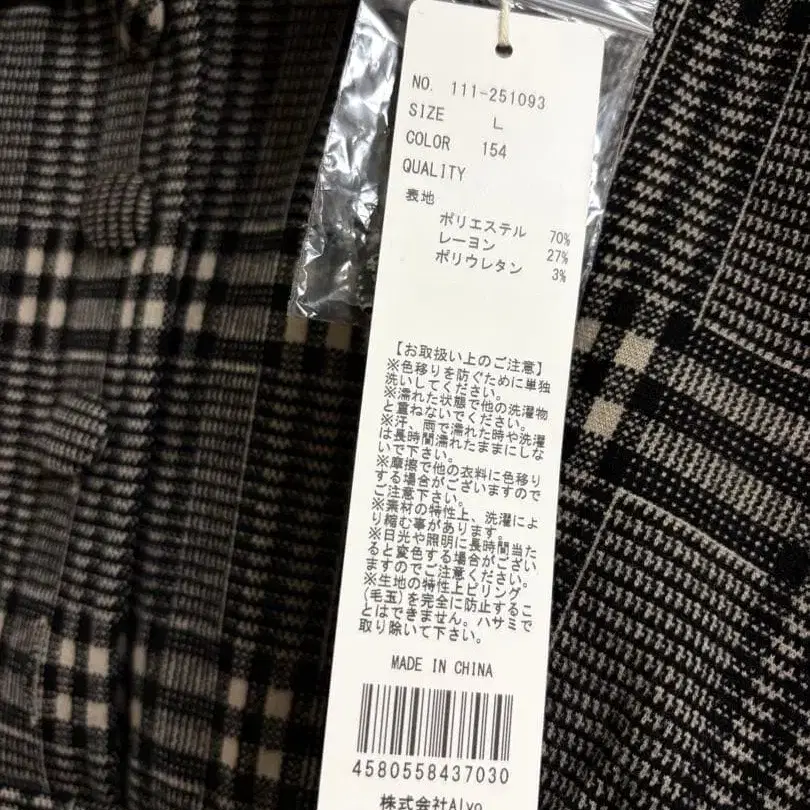 NO. 111-251093
SIZE L
COLOR 154
QUALITY
表地
ポリエステル 70%
レーヨン 27%
ポリウレタン 3%
【お取扱い上のご注意】
※色移りを防ぐために単独
洗いしてください。
※濡れた状態で他の洗濯物
と重ねないでください。
※汗、雨で濡れた時や洗濯
は長時間濡れたままにしな
いで下さい。
※摩擦で他の衣料に色移り
する場合がございますので
ご注意下さい。
※素材の特性上、洗濯によ
り縮む事があります。
※日光や照明に長時間当た
ると変色する場合がござい
ますのでご注意ください。
※生地の特性上ピリング
(毛玉)を完全に防止するこ
とはできません。ハサミで
取り除いて下さい。
MADE IN CHINA
4580558437030
株式会社Alyo